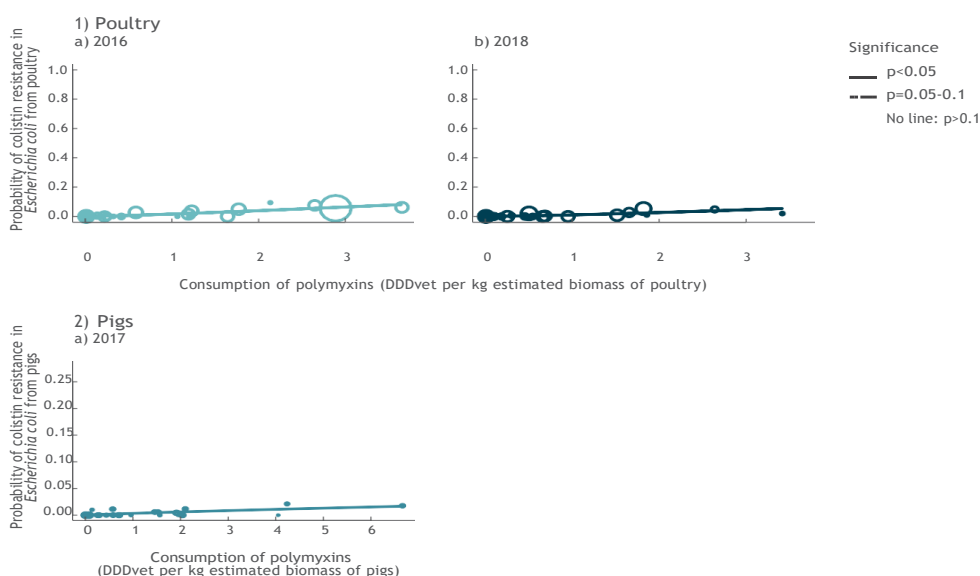 1) Poultry
a) 2016
b) 2018
Significance
p<0.05
p=0.05-0.1
No line: p>0.1
Probability of colistin resistance in
Escherichia coli from poultry
1.0
0.8
0.6
0.4
0.2
0.0
1.0
0.8
0.6
0.4
0.2
0.0
0 1 2 3
0 1 2 3
Consumption of polymyxins (DDDvet per kg estimated biomass of poultry)
2) Pigs
a) 2017
Probability of colistin resistance in
Escherichia coli from pigs
0.25
0.20
0.15
0.10
0.05
0.00
0 1 2 3 4 5 6
Consumption of polymyxins
(DDDvet per kg estimated biomass of pigs)